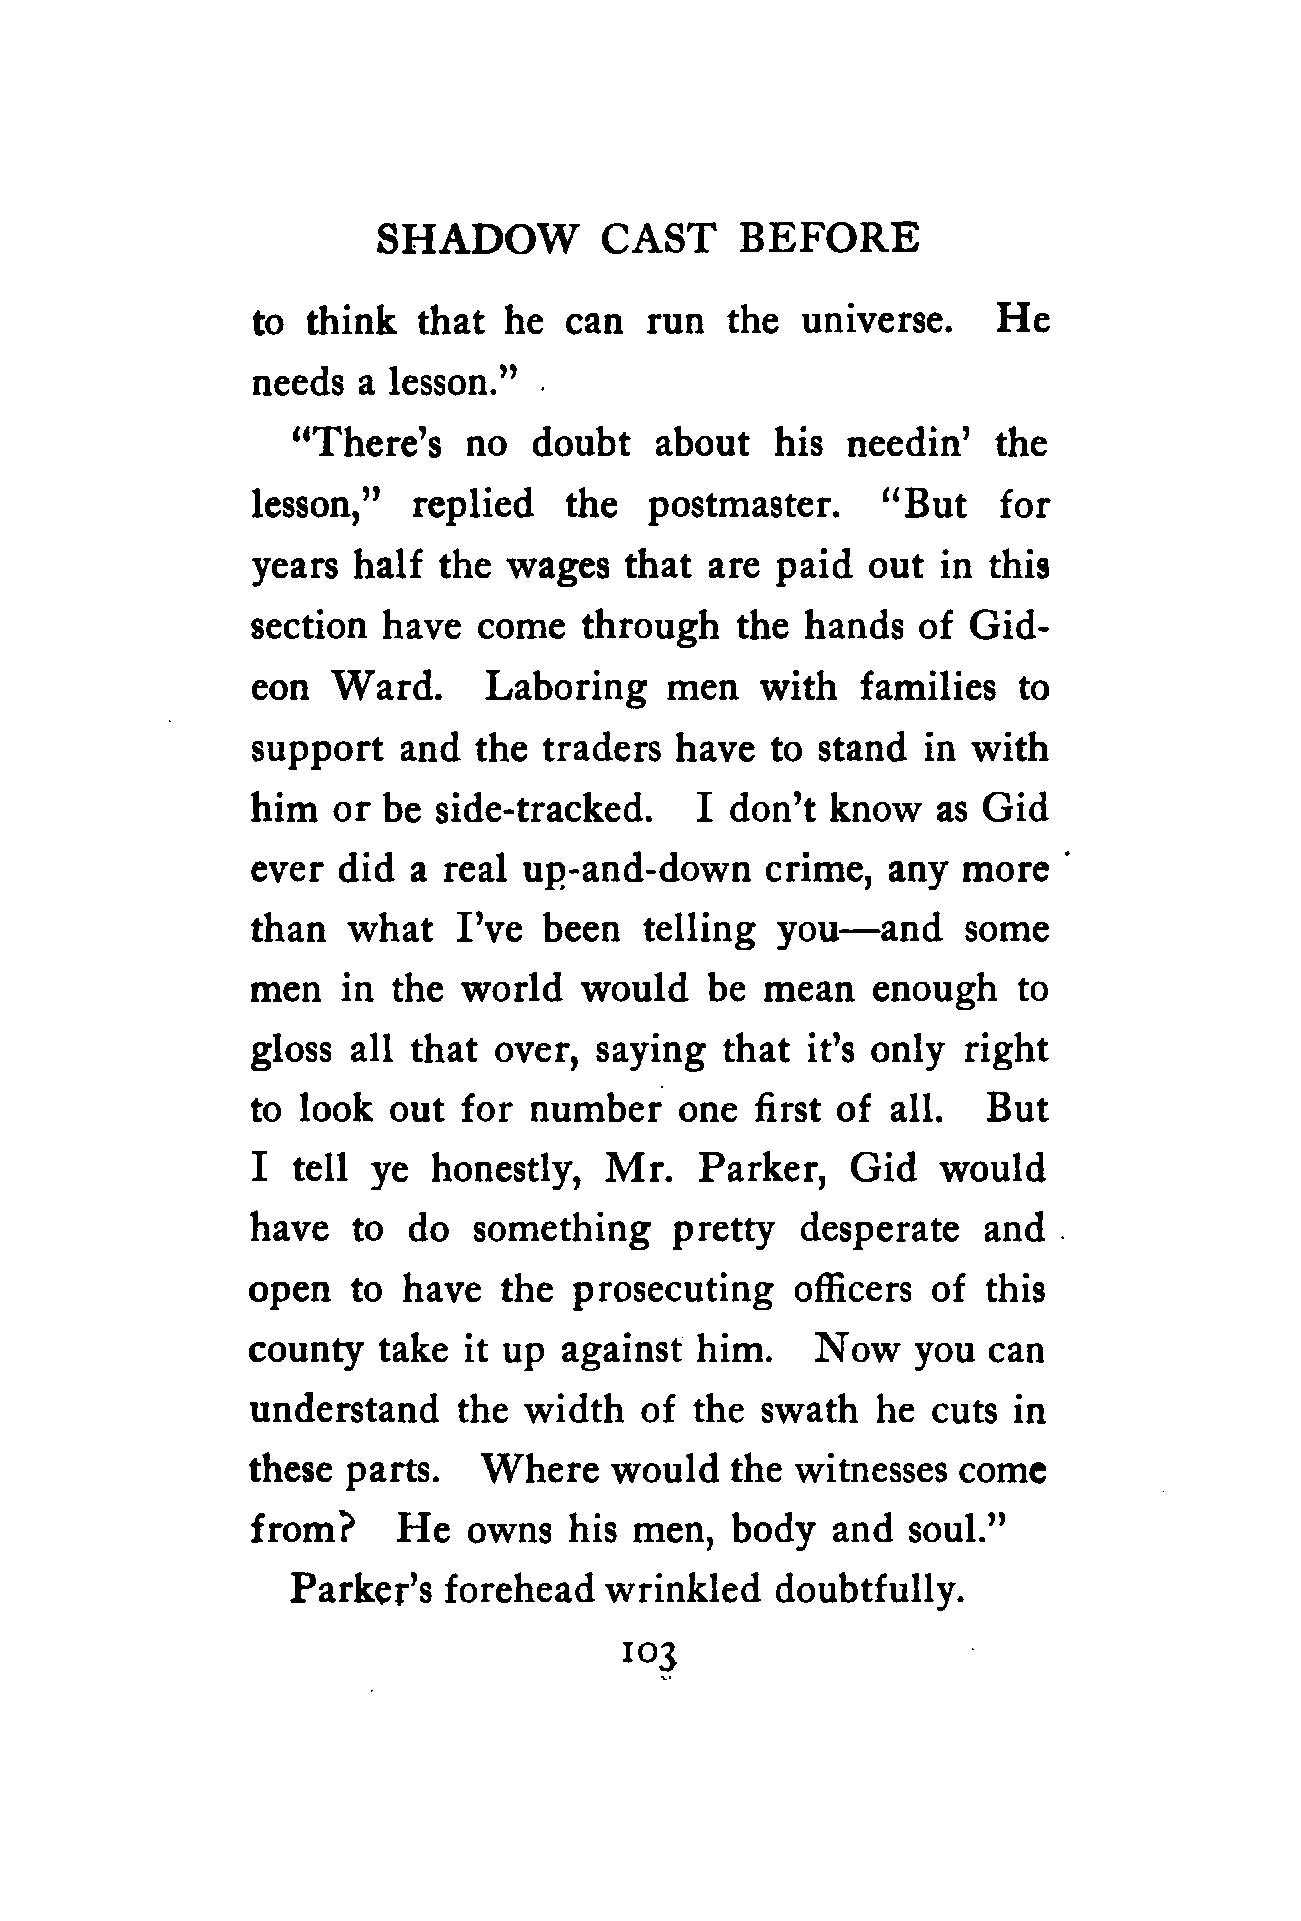 SHADOW CAST BEFORE
to think that he can run the universe. He
needs a lesson.”
“There’s no doubt about his needin’ the
lesson,” replied the postmaster. “But for
years half the wages that are paid out in this
section have come through the hands of Gid-
eon Ward. Laboring men with families to
support and the traders have to stand in with
him or be side-tracked. I don’t know as Gid
ever did a real up-and-down crime, any more
than what I’ve been telling you—and some
men in the world would be mean enough to
gloss all that over, saying that it’s only right
to look out for number one first of all. But
I tell ye honestly, Mr. Parker, Gid would
have to do something pretty desperate and
open to have the prosecuting officers of this
county take it up against him. Now you can
understand the width of the swath he cuts in
these parts. Where would the witnesses come
from? He owns his men, body and soul.”
Parker’s forehead wrinkled doubtfully.
103